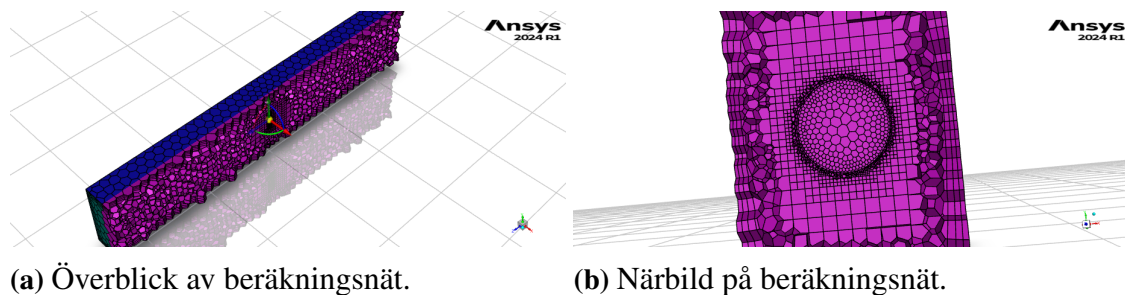 Ansys
2024 R1
Ansys
2024 R1
(a) Överblick av beräkningsnät.
(b) Närbild på beräkningsnät.